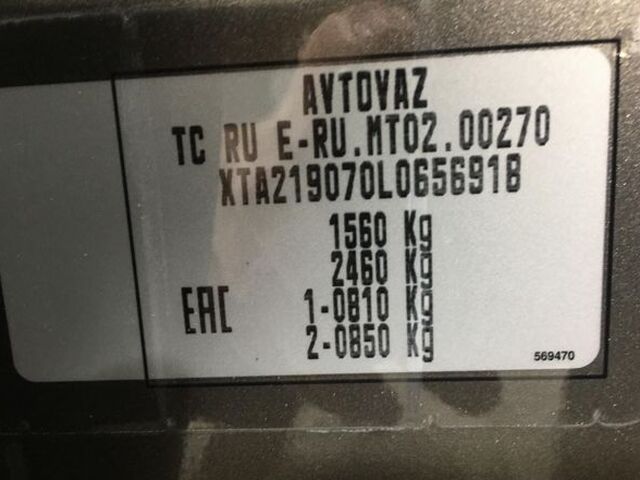 AVTOVAZ
TC RU E-RU.MT02.00270
XTA219070L0656918
1560 Kg
2460 Kg
EAC 1-0810 Kg
2-0850 Kg
569470